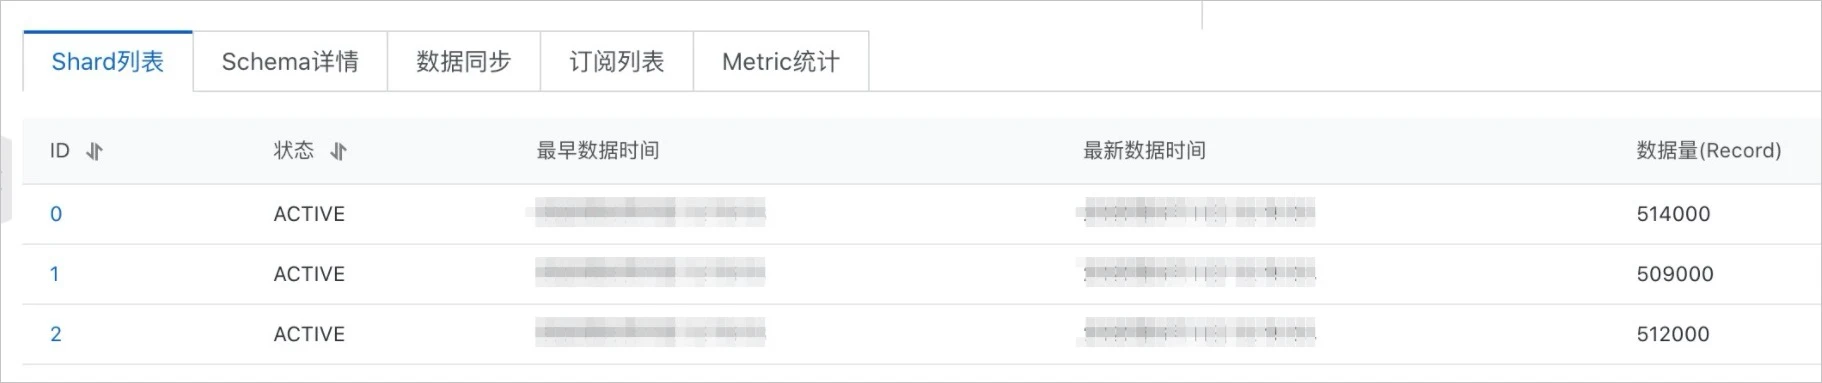 Shard列表 Schema详情 数据同步 订阅列表 Metric统计
ID 状态 最早数据时间 最新数据时间 数据量(Record)
0 ACTIVE 514000
1 ACTIVE 509000
2 ACTIVE 512000